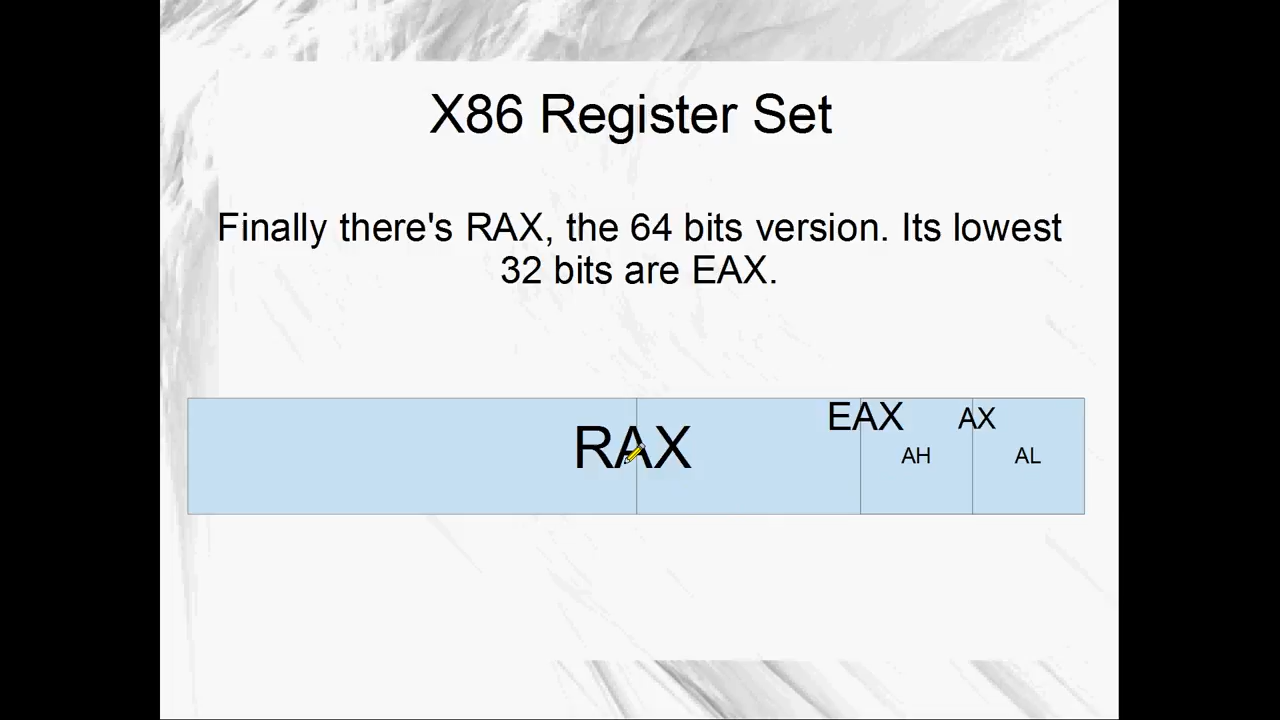 X86 Register Set
Finally there's RAX, the 64 bits version. Its lowest
32 bits are EAX.
RAX
EAX
AX
AH
AL